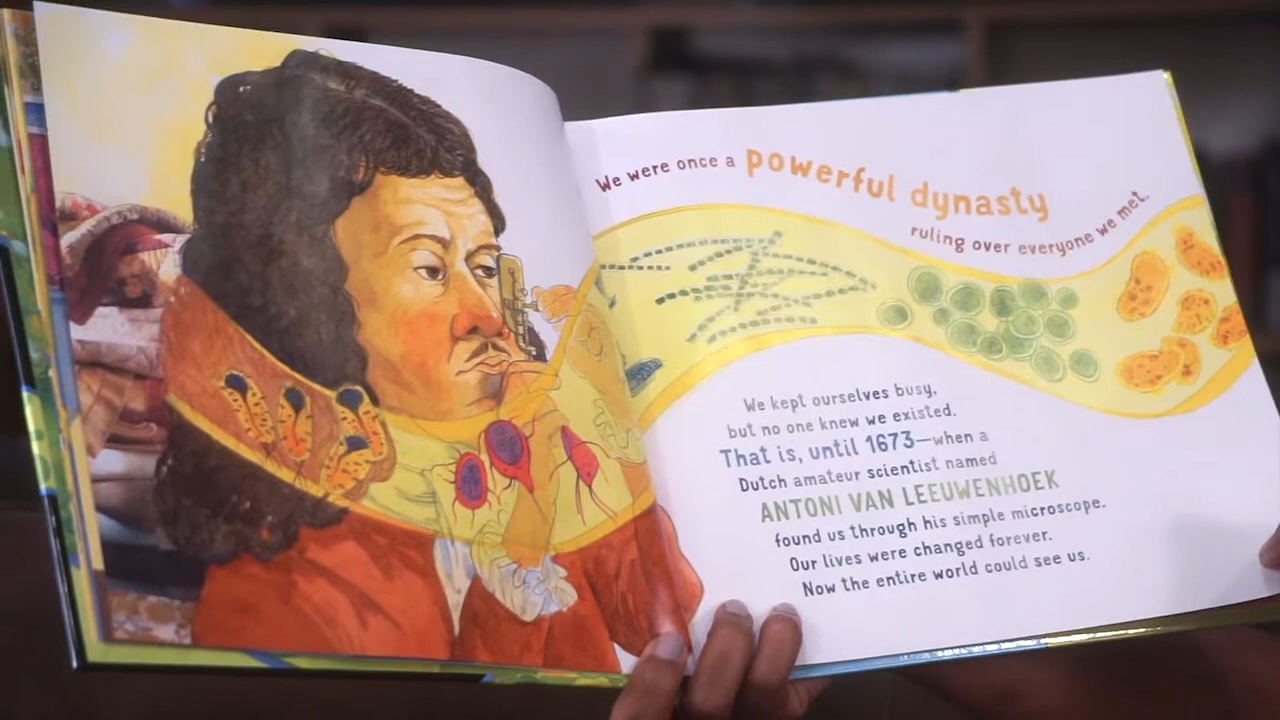 We were once a powerful dynasty
ruling over everyone we met.
We kept ourselves busy,
but no one knew we existed.
That is, until 1673—when a
Dutch amateur scientist named
ANTONI VAN LEEUWENHOEK
found us through his simple microscope.
Our lives were changed forever.
Now the entire world could see us.